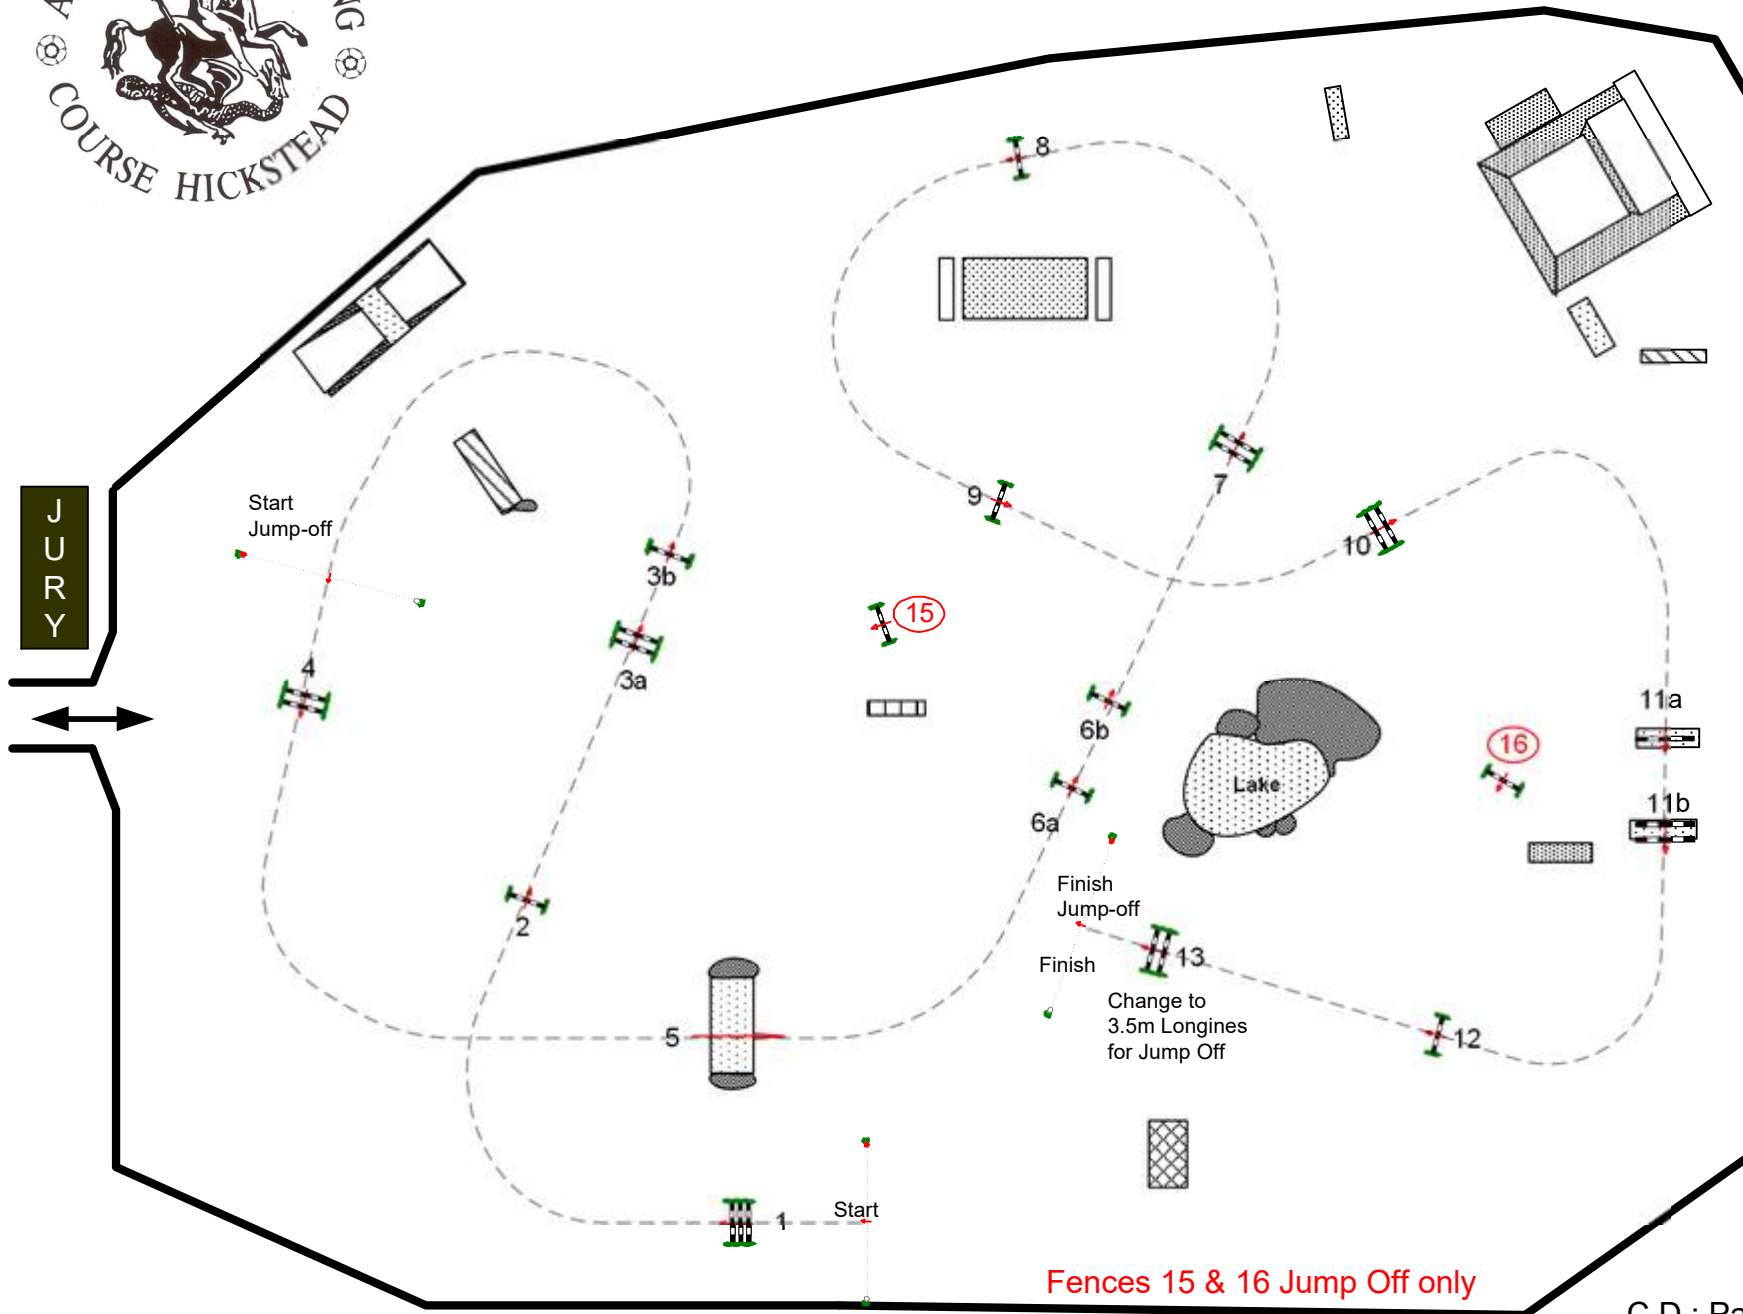 COURSE HICKSTEAD
8
J
U
R
Y
Start
Jump-off
9
7
10
3b
15
4
3a
11a
6b
16
Lake
11b
6a
Finish
Jump-off
2
13
Finish
5
Change to
3.5m Longines
for Jump Off
12
Start
1
Fences 15 & 16 Jump Off only